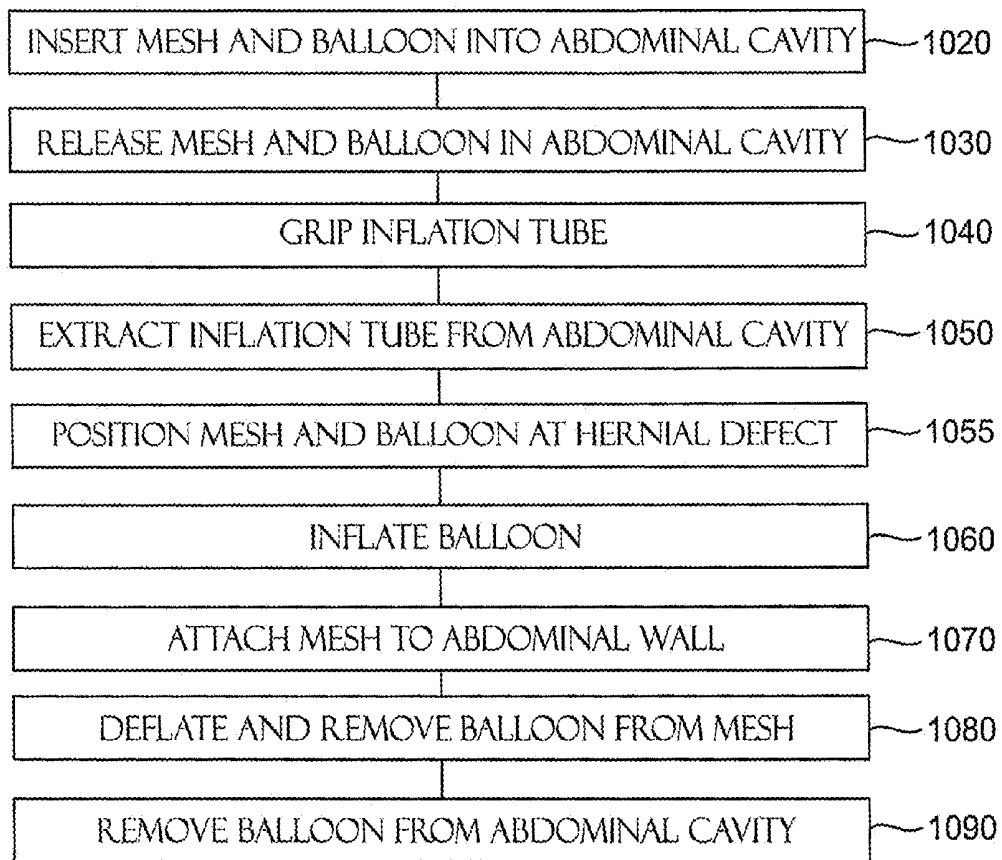 INSERT MESH AND BALLOON INTO ABDOMINAL CAVITY 1020
RELEASE MESH AND BALLOON IN ABDOMINAL CAVITY 1030
GRIP INFLATION TUBE 1040
EXTRACT INFLATION TUBE FROM ABDOMINAL CAVITY 1050
POSITION MESH AND BALLOON AT HERNIAL DEFECT 1055
INFLATE BALLOON 1060
ATTACH MESH TO ABDOMINAL WALL 1070
DEFLATE AND REMOVE BALLOON FROM MESH 1080
REMOVE BALLOON FROM ABDOMINAL CAVITY 1090